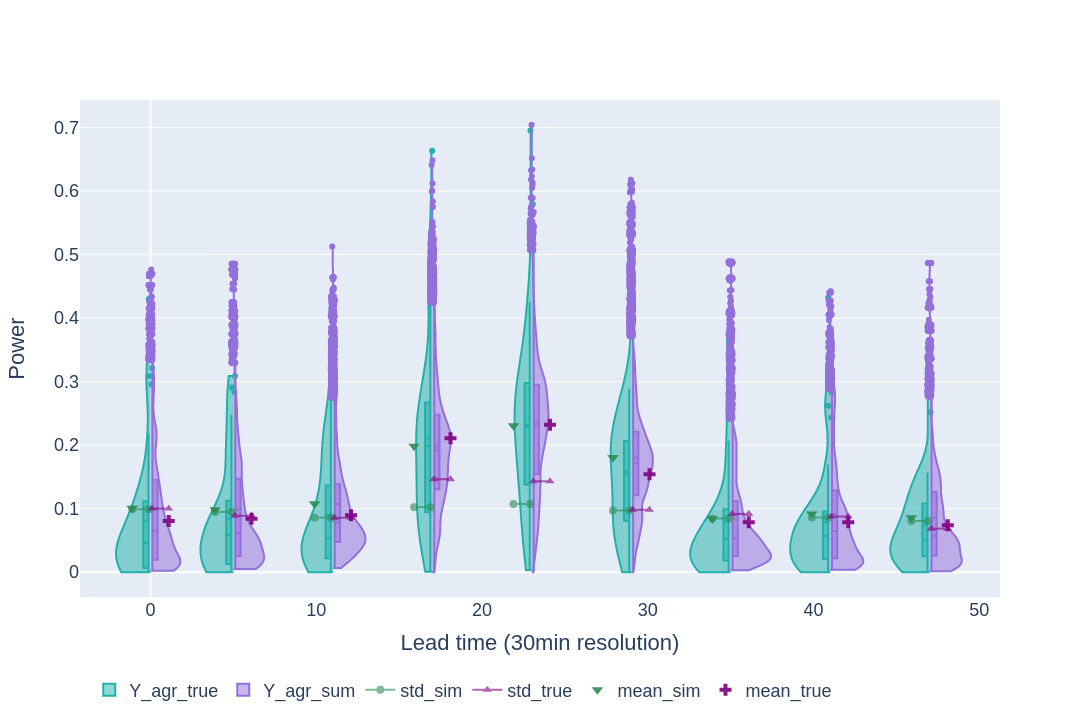 0.7
0.6
0.5
0.4
0.3
0.2
0.1
0
Power
0 10 20 30 40 50
Lead time (30min resolution)
Y_agr_true Y_agr_sum std_sim std_true mean_sim mean_true